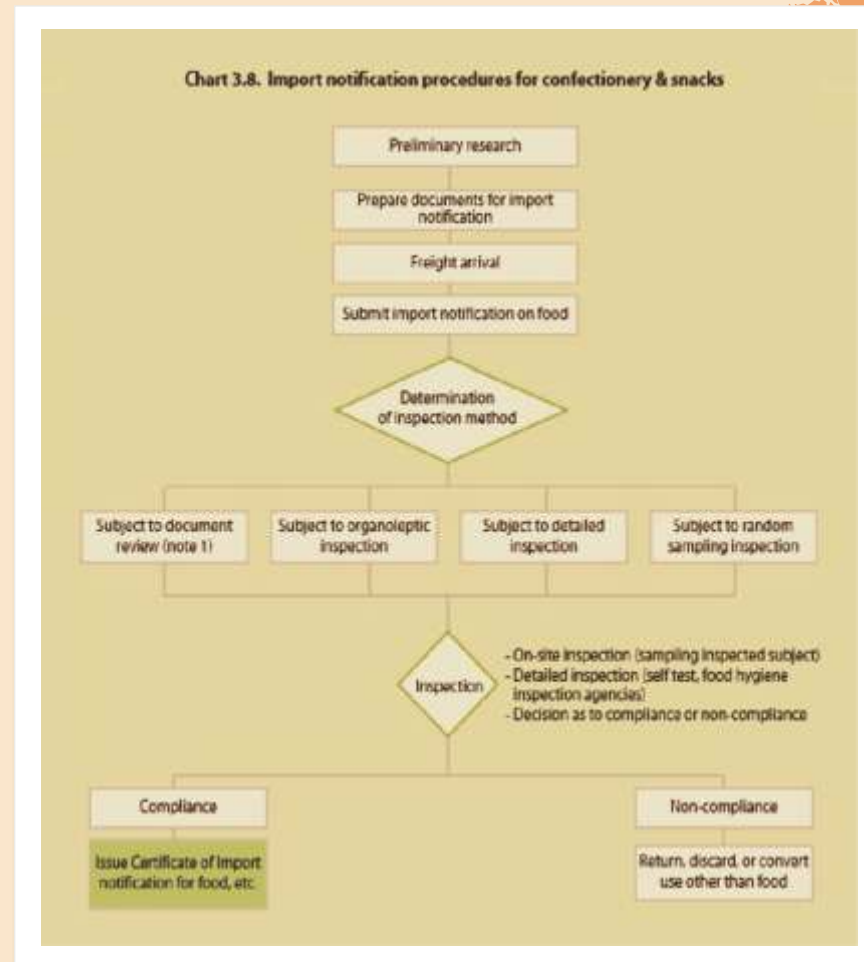 Chart 3.8. Import notification procedures for confectionery & snacks
Preliminary research
Prepare documents for import
notification
Freight arrival
Submit import notification on food
Determination
of inspection method
Subject to document
review (note 1)
Subject to organoleptic
inspection
Subject to detailed
inspection
Subject to random
sampling inspection
Inspection
- On-site inspection (sampling inspected subject)
- Detailed inspection (self test, food hygiene
inspection agencies)
- Decision as to compliance or non-compliance
Compliance
Non-compliance
Issue Certificate of Import
notification for food, etc
Return, discard, or convert
use other than food